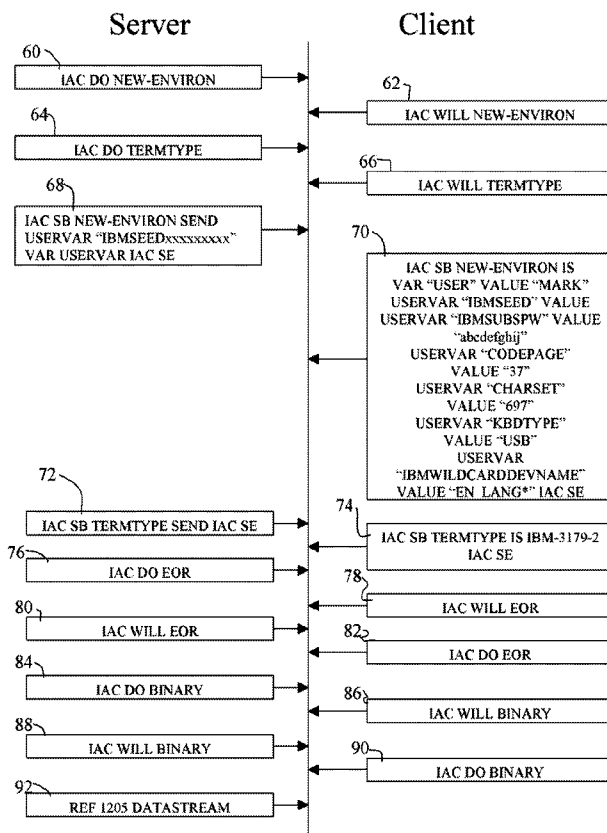 Server
Client
60
IAC DO NEW-ENVIRON
62
IAC WILL NEW-ENVIRON
64
IAC DO TERMTYPE
66
IAC WILL TERMTYPE
68
IAC SB NEW-ENVIRON SEND
USERVAR “IBMSEEDxxxxxxxxx”
VAR USERVAR IAC SE
70
IAC SB NEW-ENVIRON IS
VAR “USER” VALUE “MARK”
USERVAR “IBMSEED” VALUE
USERVAR “IBMSUBSPW” VALUE
“abcdefghij”
USERVAR “CODEPAGE”
VALUE “37”
USERVAR “CHARSET”
VALUE “697”
USERVAR “KBDTYPE”
VALUE “USB”
USERVAR
“IBMWILDCARDDEVNAME”
VALUE “EN_LANG*” IAC SE
72
IAC SB TERMTYPE SEND IAC SE
74
IAC SB TERMTYPE IS IBM-3179-2
IAC SE
76
IAC DO EOR
78
IAC WILL EOR
80
IAC WILL EOR
82
IAC DO EOR
84
IAC DO BINARY
86
IAC WILL BINARY
88
IAC WILL BINARY
90
IAC DO BINARY
92
REF 1205 DATASTREAM